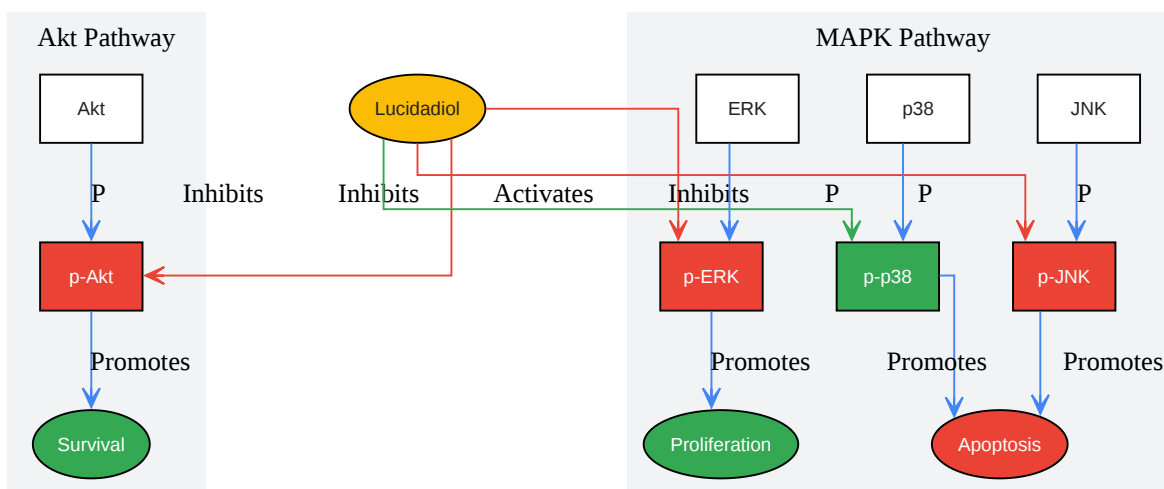 Akt Pathway
MAPK Pathway
Akt
Lucidadiol
ERK
p38
JNK
P
Inhibits
Inhibits
Activates
Inhibits
P
P
P
p-Akt
p-ERK
p-p38
p-JNK
Promotes
Promotes
Promotes
Promotes
Survival
Proliferation
Apoptosis